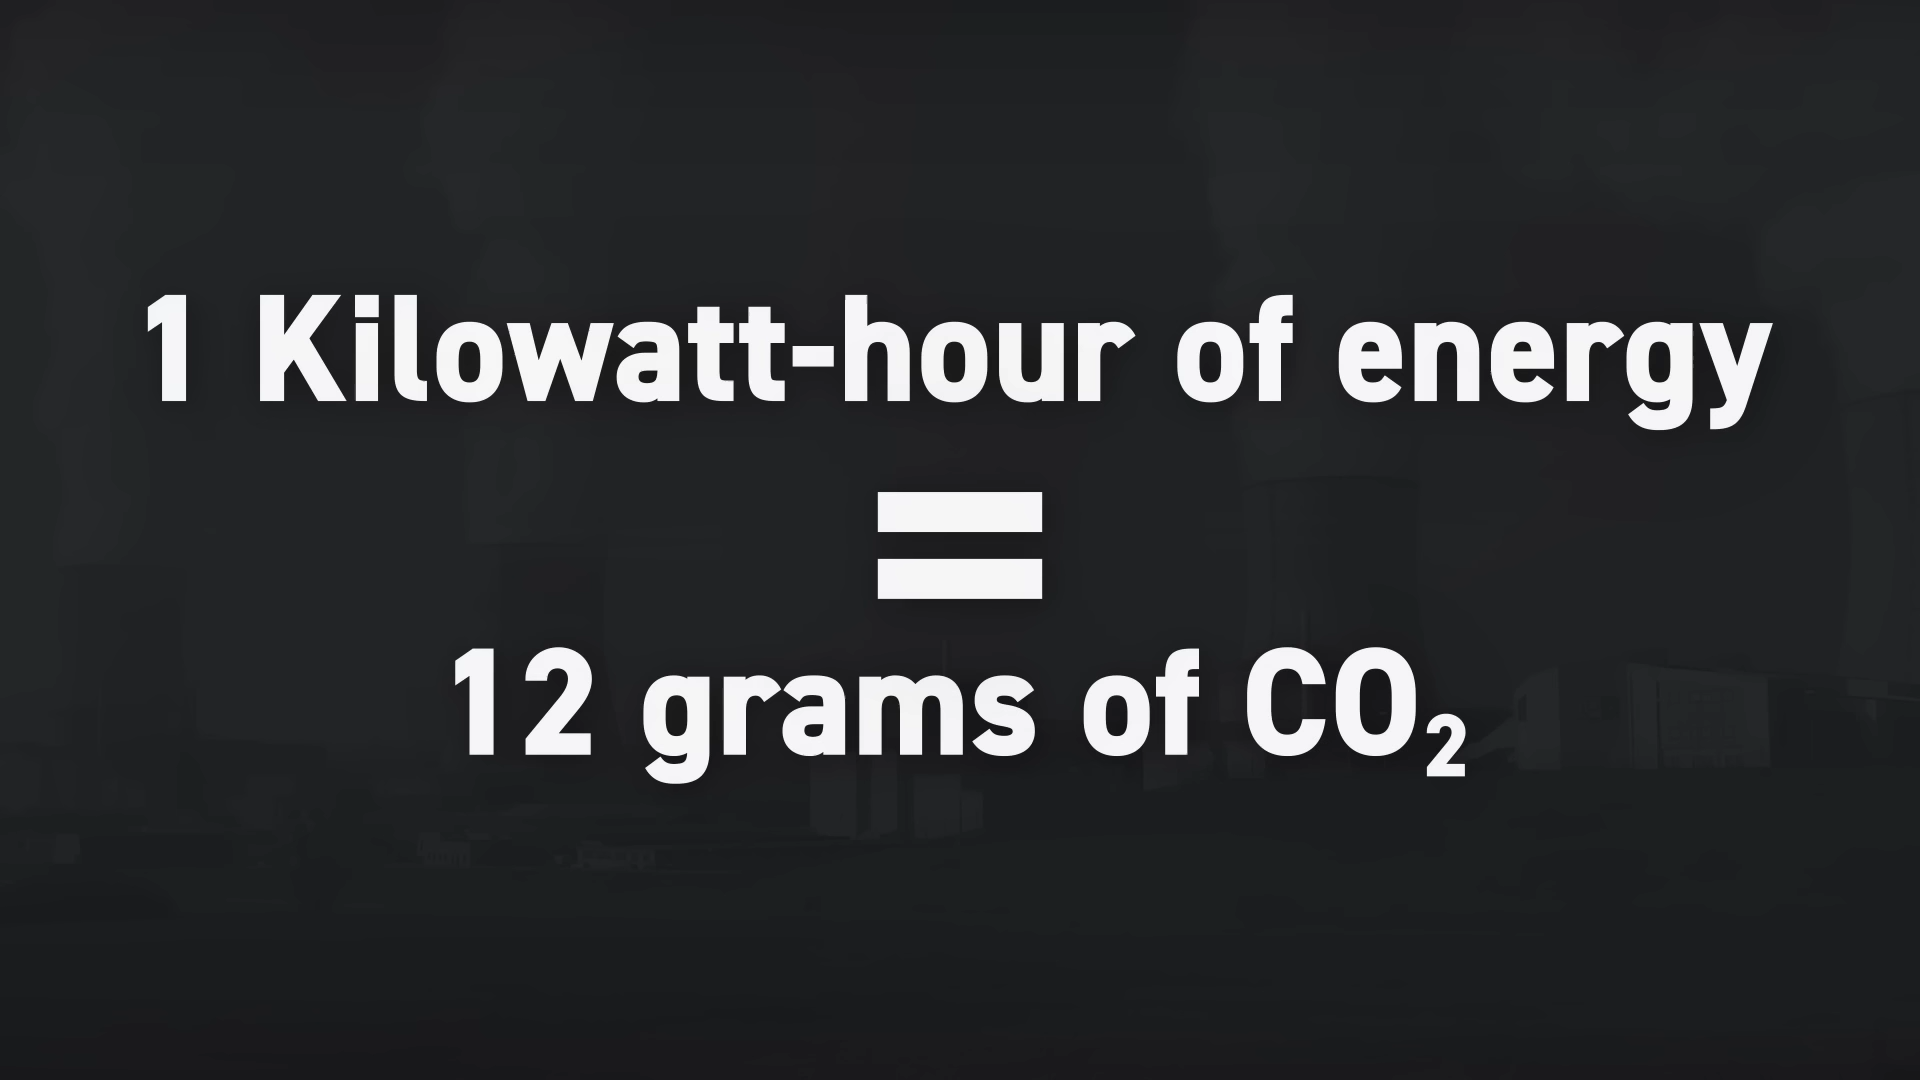 1 Kilowatt-hour of energy
=
12 grams of CO₂